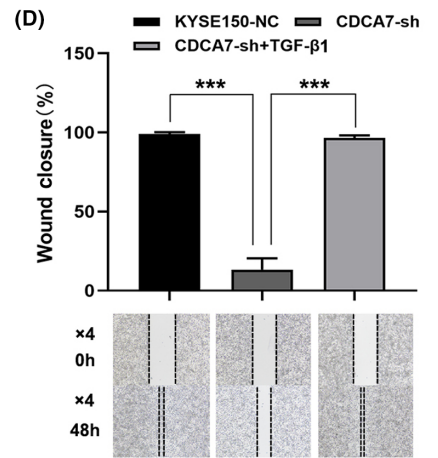 (D)
KYSE150-NC CDCA7-sh
CDCA7-sh+TGF-β1
Wound closure(%)
150
100
50
0
*** ***
×4
0h
×4
48h